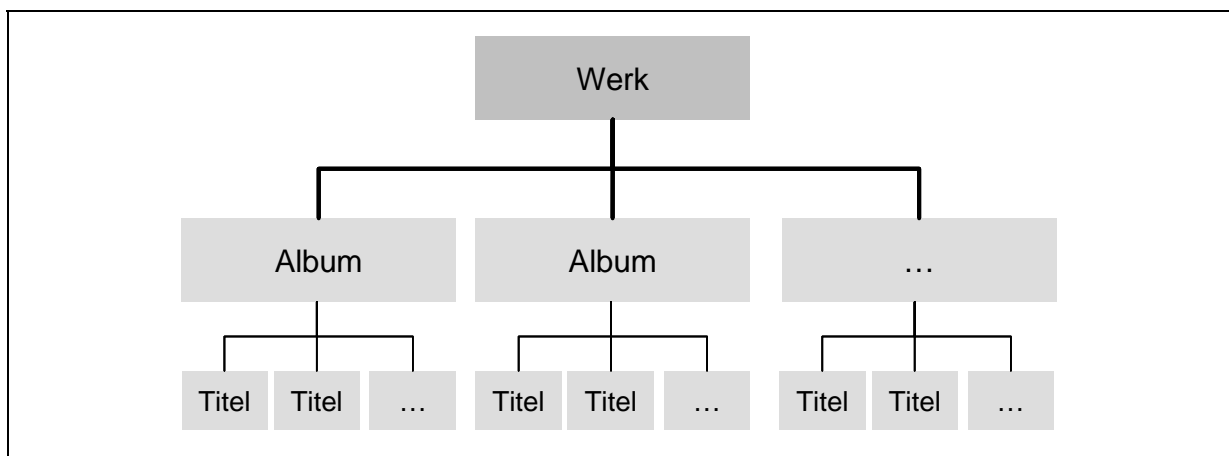 Werk
Album Album …
Titel Titel … Titel Titel … Titel Titel …